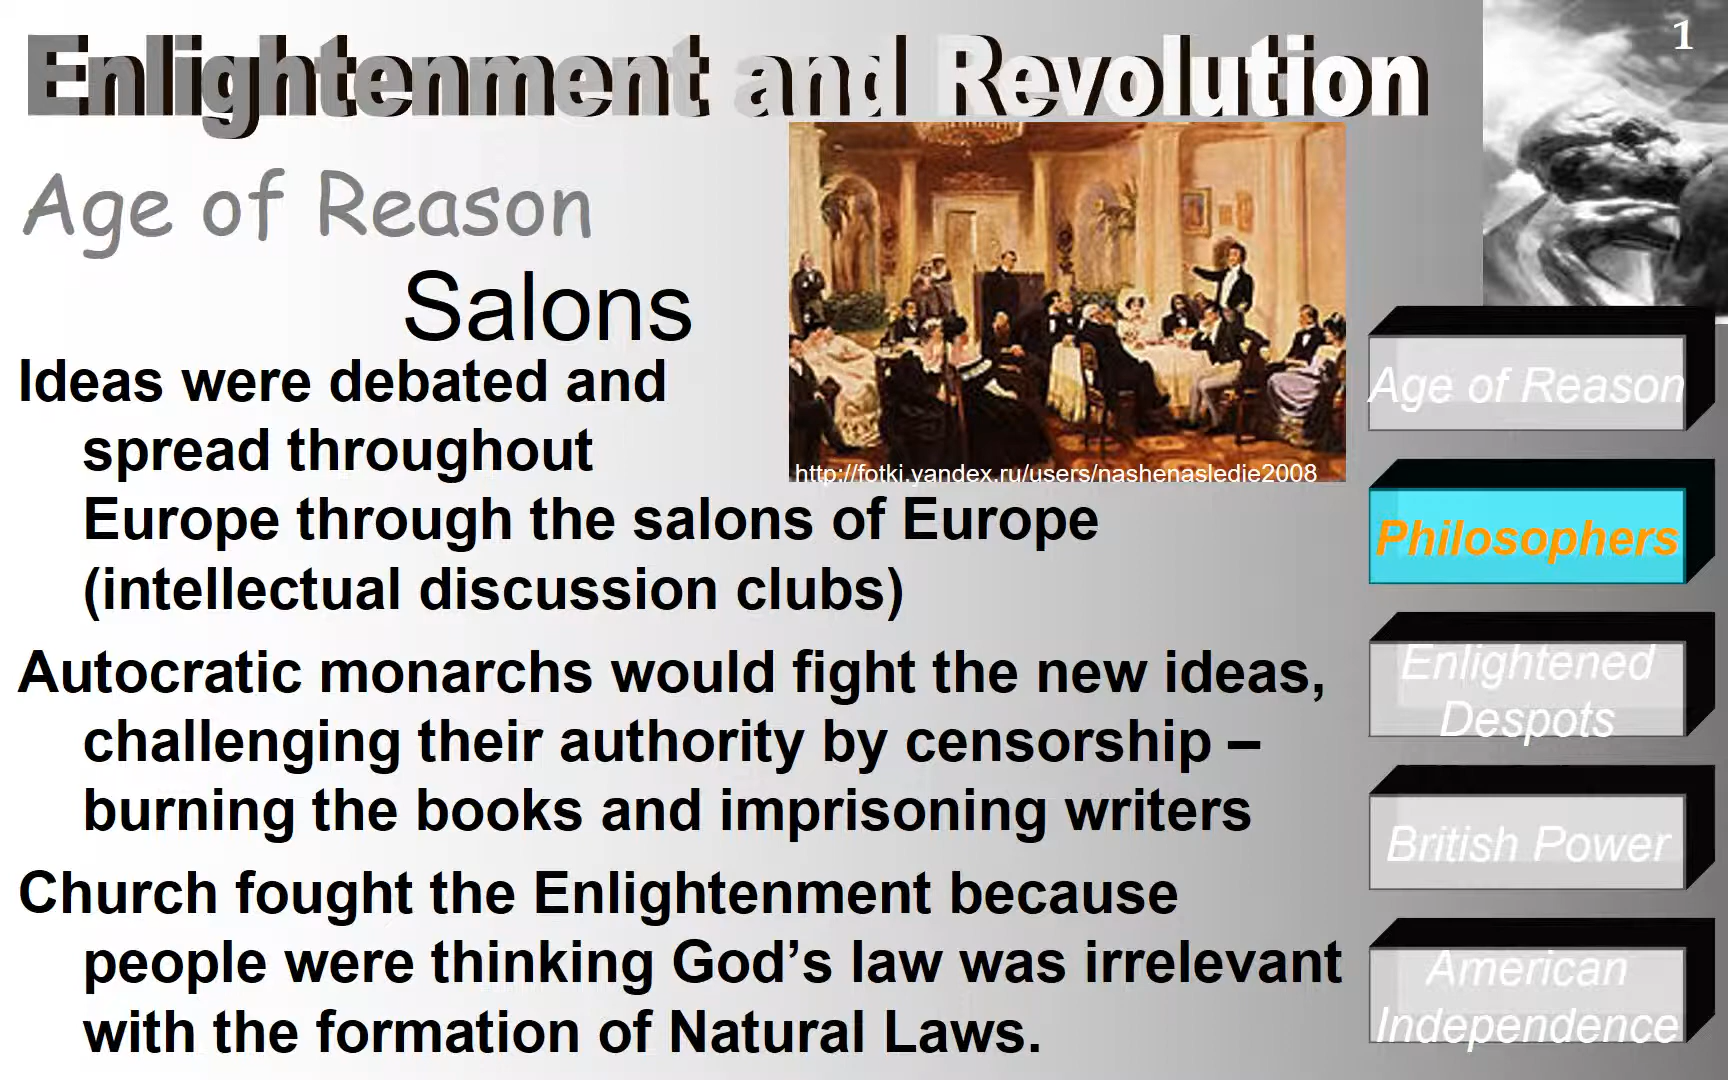 Enlightenment and Revolution
1
Age of Reason
Salons
Ideas were debated and
spread throughout
Europe through the salons of Europe
(intellectual discussion clubs)
Autocratic monarchs would fight the new ideas,
challenging their authority by censorship –
burning the books and imprisoning writers
Church fought the Enlightenment because
people were thinking God’s law was irrelevant
with the formation of Natural Laws.
http://fotki.yandex.ru/users/nashenasledie2008
Age of Reason
Philosophers
Enlightened
Despots
British Power
American
Independence